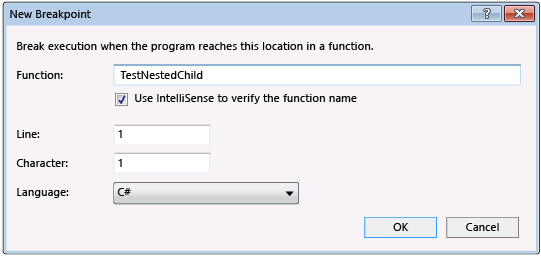 New Breakpoint
Break execution when the program reaches this location in a function.
Function: TestNestedChild
Use IntelliSense to verify the function name
Line: 1
Character: 1
Language: C#
OK Cancel